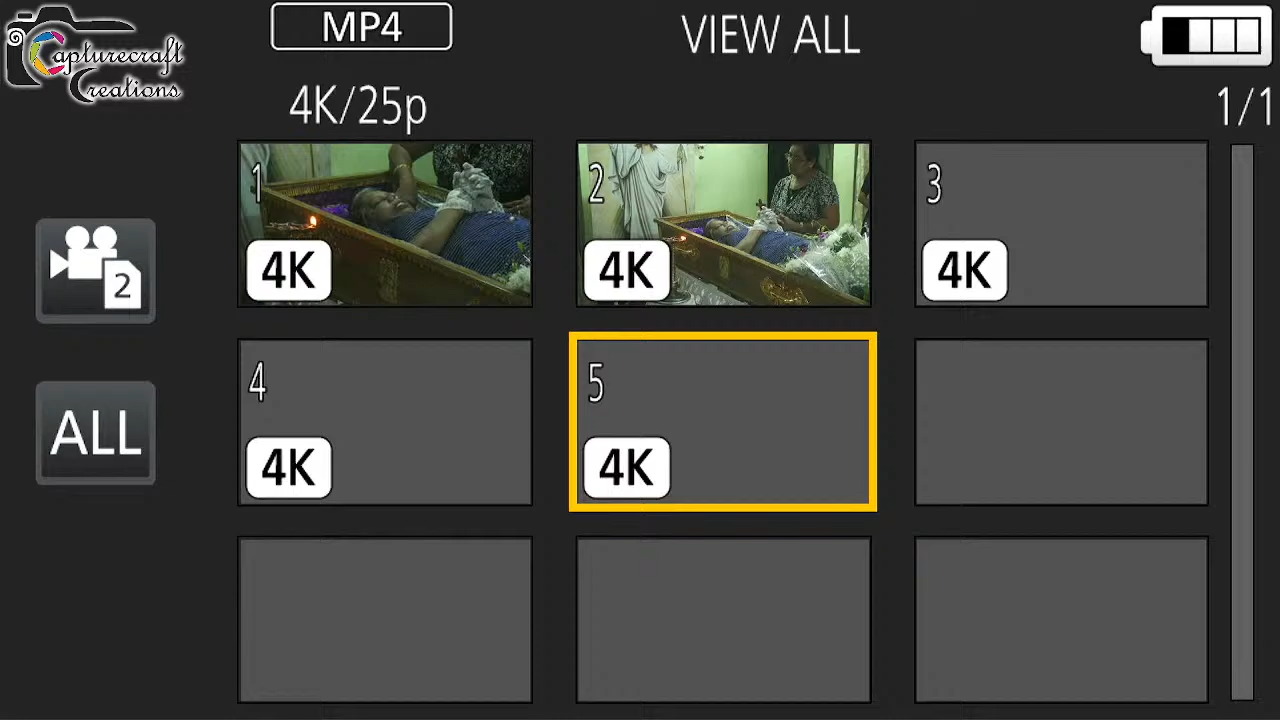 Capturecraft
Creations
MP4
VIEW ALL
4K/25p
1/1
1
4K
2
4K
3
4K
2
4
4K
5
4K
ALL